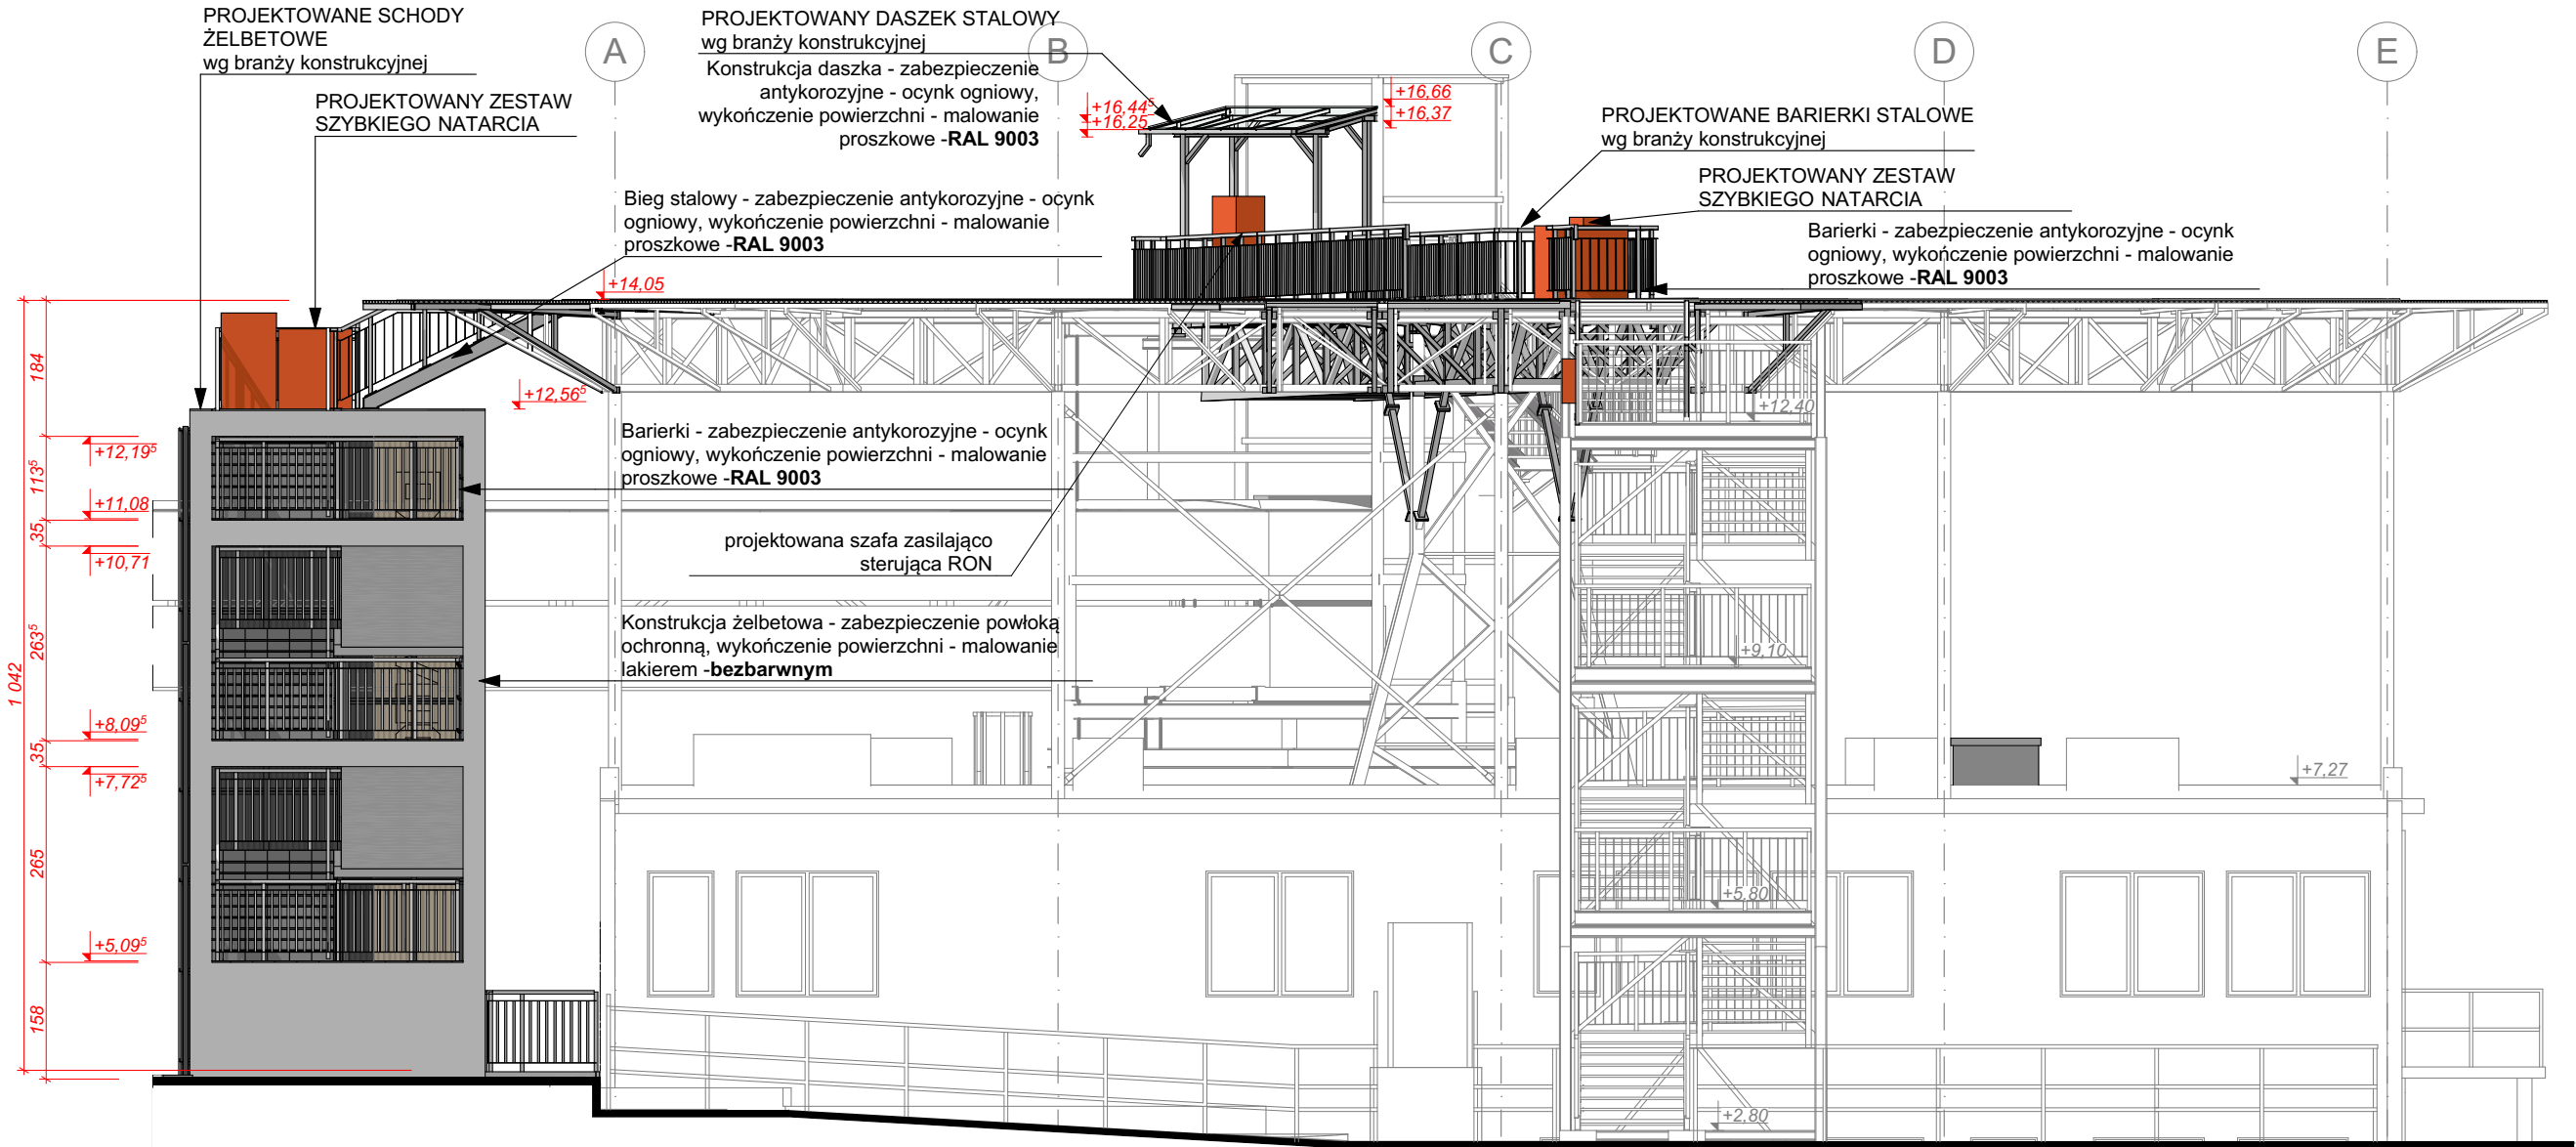 PROJEKTOWANE SCHODY
ŻELBETOWE
wg branży konstrukcyjnej
PROJEKTOWANY ZESTAW
SZYBKIEGO NATARCIA
A
PROJEKTOWANY DASZEK STALOWY
wg branży konstrukcyjnej
B
Konstrukcja daszka - zabezpieczenie
antykorozyjne - ocynk ogniowy,
wykończenie powierzchni - malowanie
proszkowe -RAL 9003
C
D
E
+16,44⁵
+16,25
+16,66
+16,37
PROJEKTOWANE BARIERKI STALOWE
wg branży konstrukcyjnej
PROJEKTOWANY ZESTAW
SZYBKIEGO NATARCIA
Barierki - zabezpieczenie antykorozyjne - ocynk
ogniowy, wykończenie powierzchni - malowanie
proszkowe -RAL 9003
Bieg stalowy - zabezpieczenie antykorozyjne - ocynk
ogniowy, wykończenie powierzchni - malowanie
proszkowe -RAL 9003
+14,05
+12,56⁵
Barierki - zabezpieczenie antykorozyjne - ocynk
ogniowy, wykończenie powierzchni - malowanie
proszkowe -RAL 9003
projektowana szafa zasilająco
sterująca RON
Konstrukcja żelbetowa - zabezpieczenie powłoką
ochronną, wykończenie powierzchni - malowanie
lakierem -bezbarwnym
184
113⁵
35
263⁵
35
265
158
1 042
+12,19⁵
+11,08
+10,71
+8,09⁵
+7,72⁵
+5,09⁵
+12,40
+9,10
+7,27
+5,80
+2,80